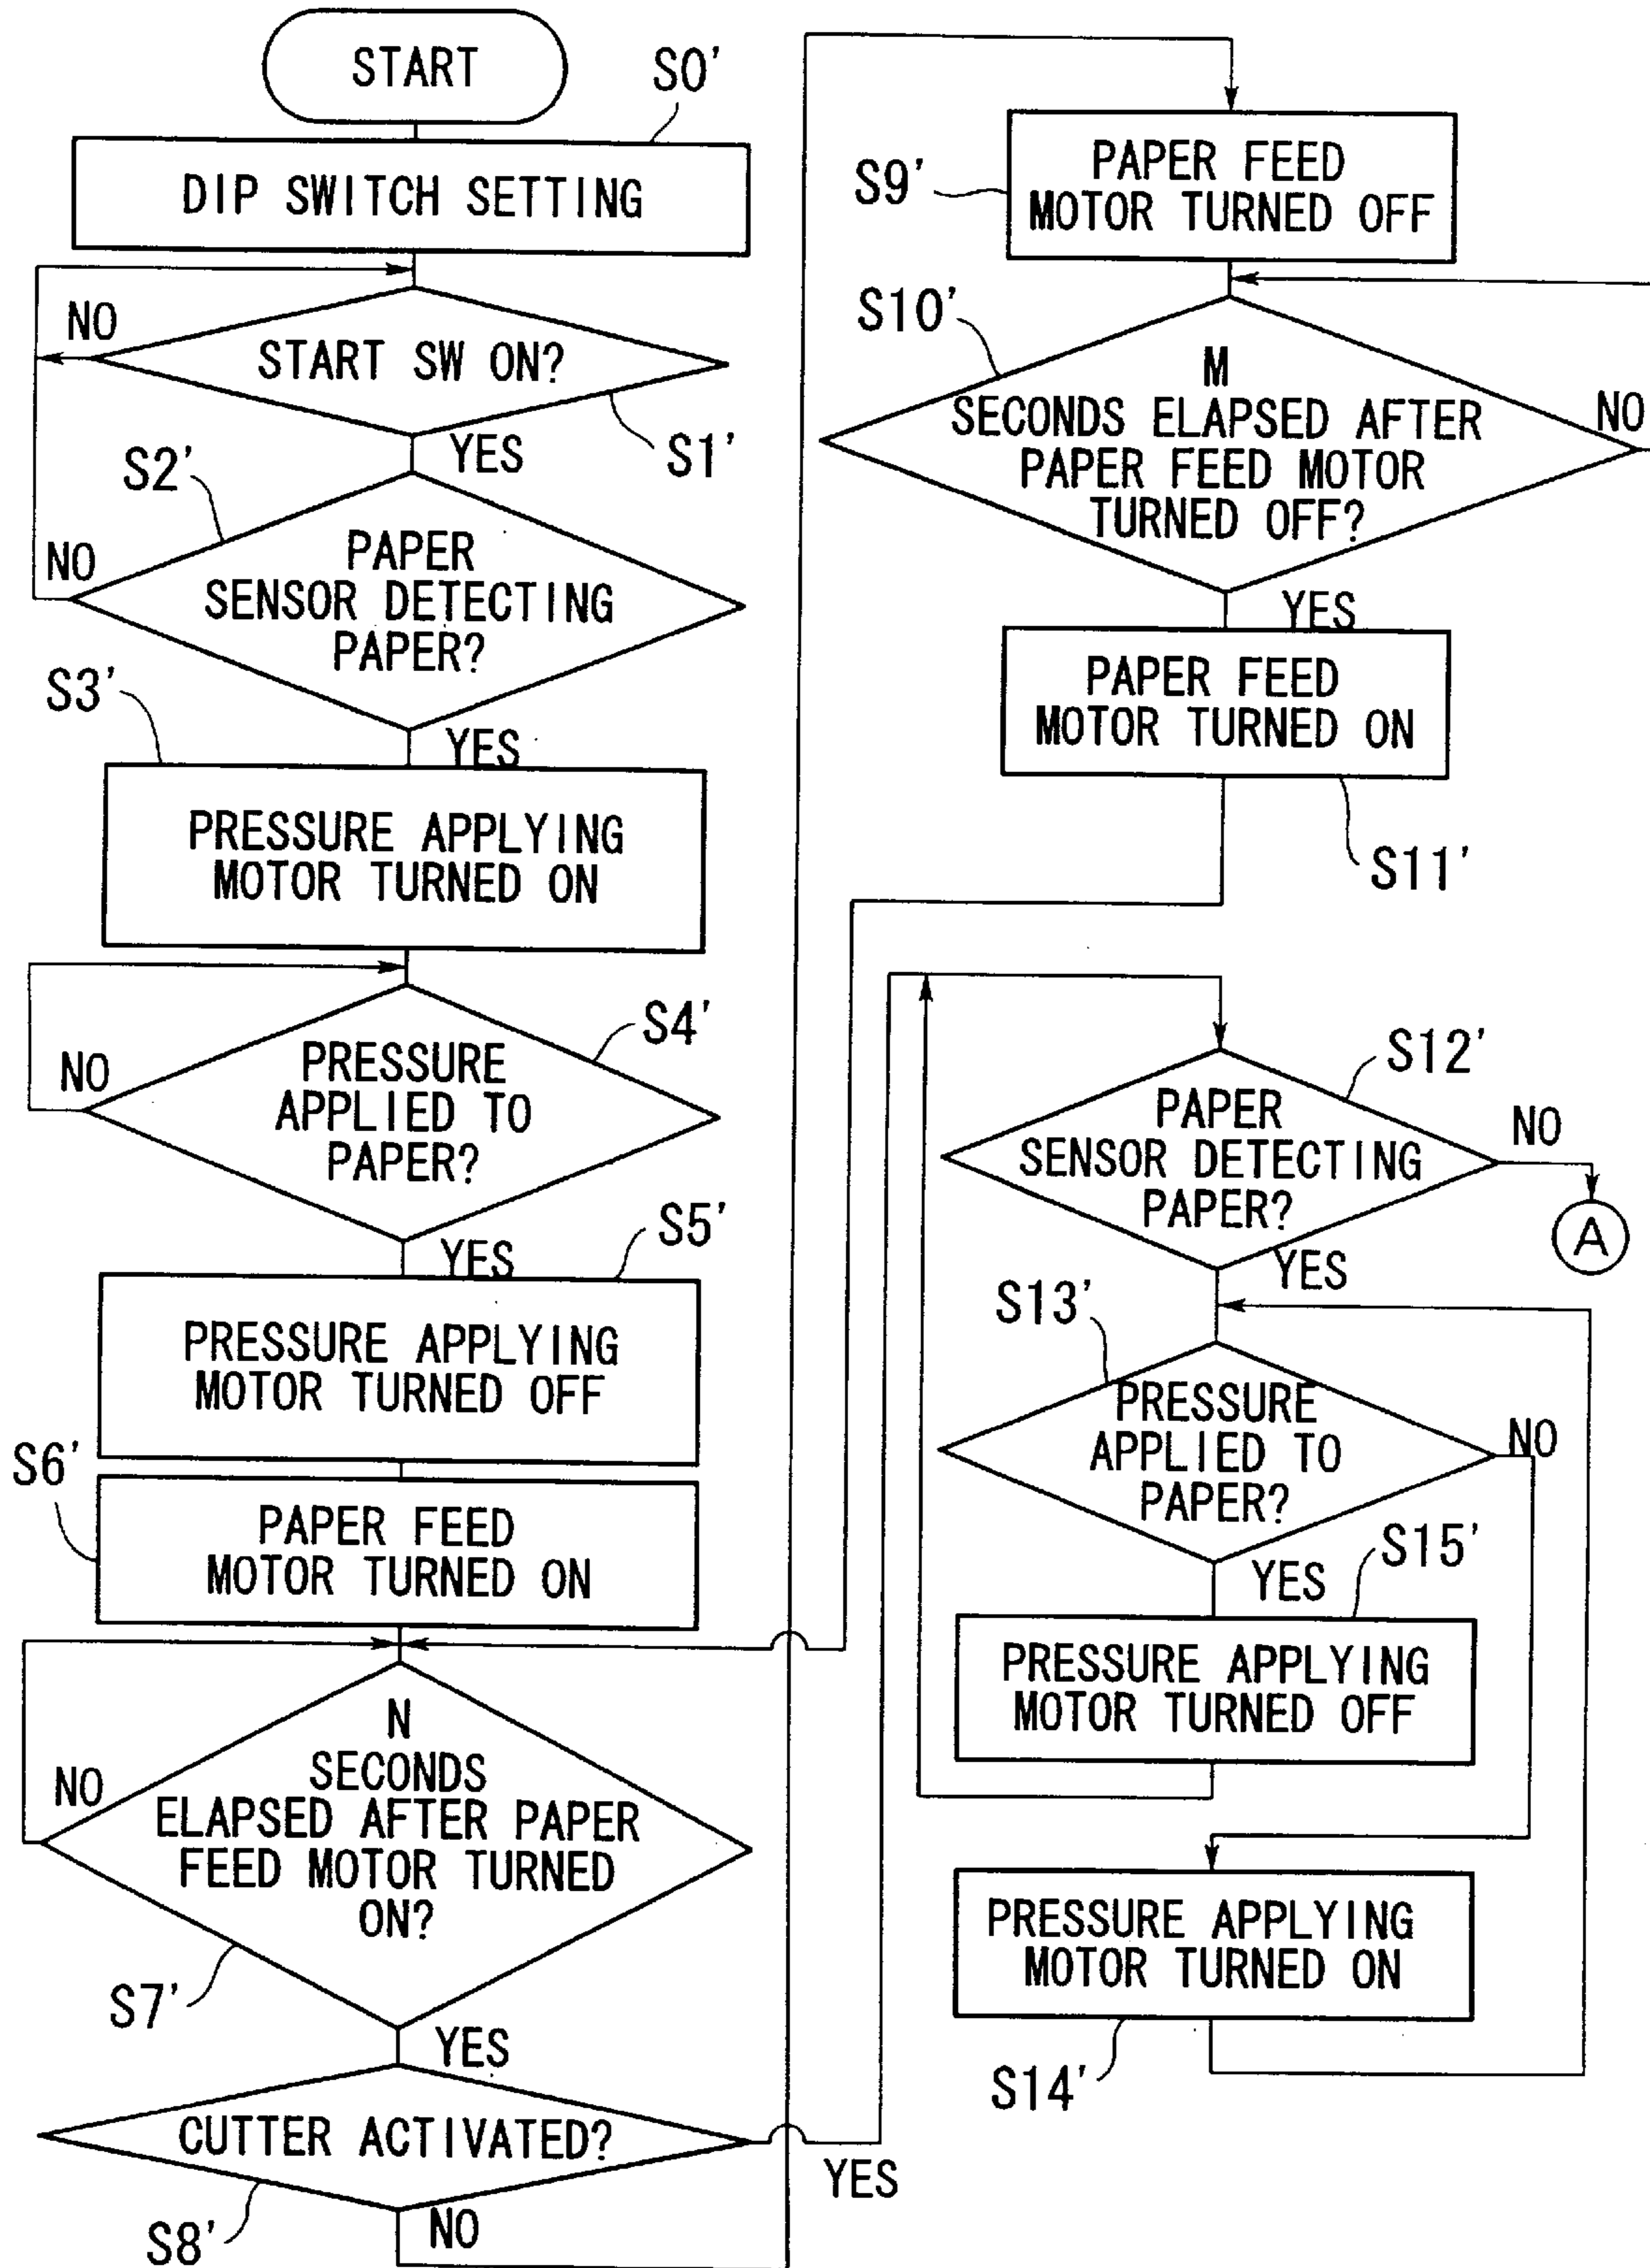 START
S0'
DIP SWITCH SETTING
NO
START SW ON?
S1'
YES
S2'
NO
PAPER
SENSOR DETECTING
PAPER?
S3'
YES
PRESSURE APPLYING
MOTOR TURNED ON
S4'
NO
PRESSURE
APPLIED TO
PAPER?
S5'
YES
PRESSURE APPLYING
MOTOR TURNED OFF
S6'
PAPER FEED
MOTOR TURNED ON
N
SECONDS
ELAPSED AFTER PAPER
FEED MOTOR TURNED
ON?
NO
S7'
YES
CUTTER ACTIVATED?
YES
S8'
NO
PAPER FEED
MOTOR TURNED OFF
S9'
S10'
M
SECONDS ELAPSED AFTER
PAPER FEED MOTOR
TURNED OFF?
NO
YES
PAPER FEED
MOTOR TURNED ON
S11'
S12'
PAPER
SENSOR DETECTING
PAPER?
NO
A
YES
S13'
PRESSURE
APPLIED TO
PAPER?
NO
S15'
YES
PRESSURE APPLYING
MOTOR TURNED OFF
PRESSURE APPLYING
MOTOR TURNED ON
S14'